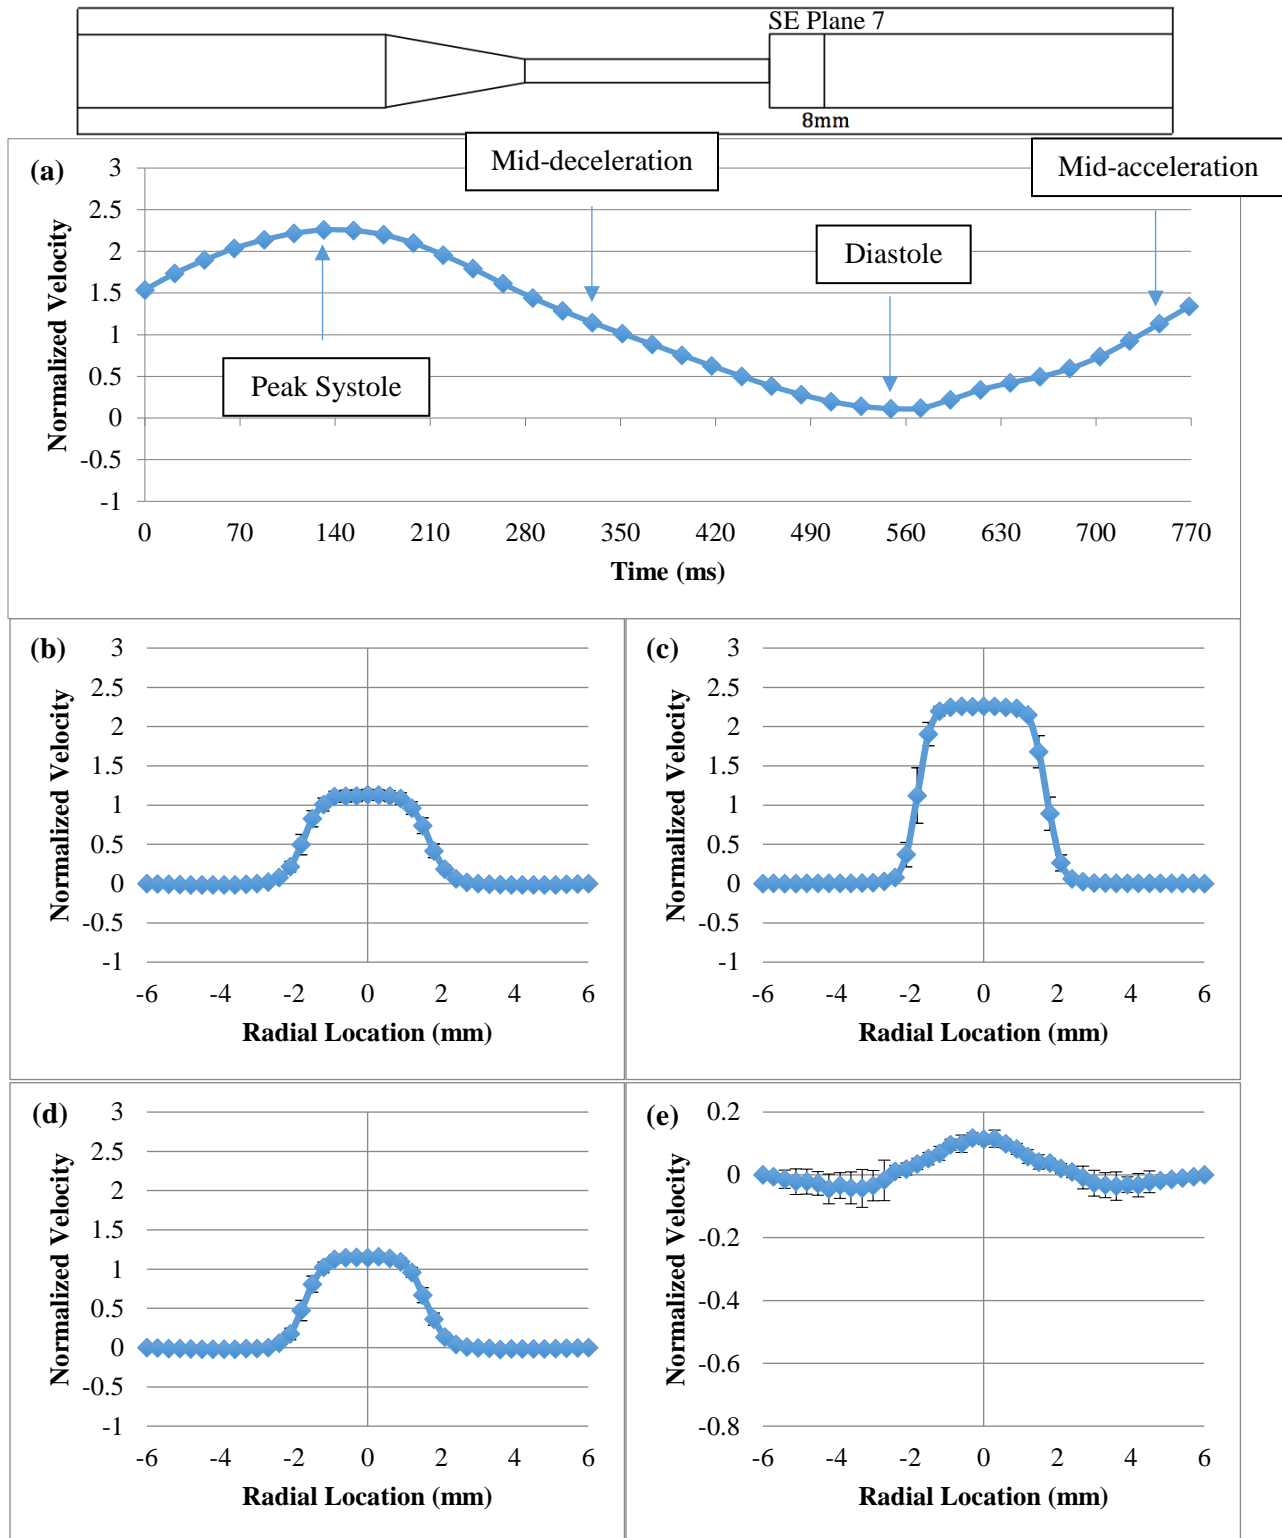 SE Plane 7
8mm
Mid-deceleration
Mid-acceleration
(a)
3
2.5
2
1.5
1
0.5
0
-0.5
-1
Normalized Velocity
Diastole
Peak Systole
0 70 140 210 280 350 420 490 560 630 700 770
Time (ms)
(b)
3
2.5
2
1.5
1
0.5
0
-0.5
-1
Normalized Velocity
-6 -4 -2 0 2 4 6
Radial Location (mm)
(c)
3
2.5
2
1.5
1
0.5
0
-0.5
-1
Normalized Velocity
-6 -4 -2 0 2 4 6
Radial Location (mm)
(d)
3
2.5
2
1.5
1
0.5
0
-0.5
-1
Normalized Velocity
-6 -4 -2 0 2 4 6
Radial Location (mm)
(e)
0.2
0
-0.2
-0.4
-0.6
-0.8
Normalized Velocity
-6 -4 -2 0 2 4 6
Radial Location (mm)